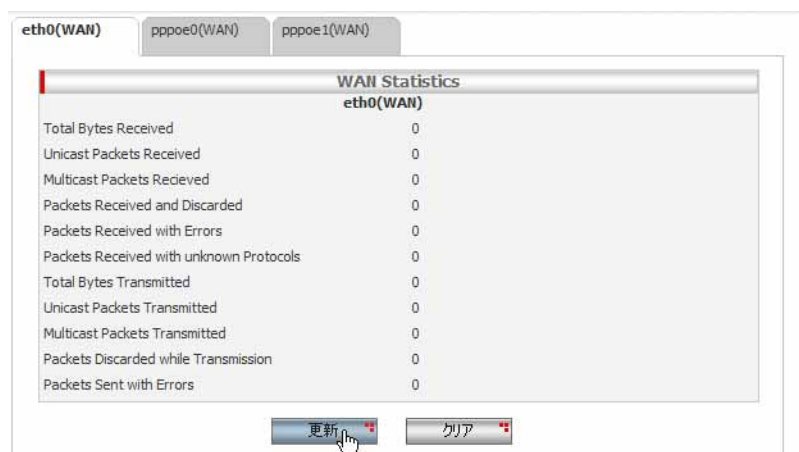 eth0(WAN) pppoe0(WAN) pppoe1(WAN)
WAN Statistics
eth0(WAN)
Total Bytes Received 0
Unicast Packets Received 0
Multicast Packets Recieved 0
Packets Received and Discarded 0
Packets Received with Errors 0
Packets Received with unknown Protocols 0
Total Bytes Transmitted 0
Unicast Packets Transmitted 0
Multicast Packets Transmitted 0
Packets Discarded while Transmission 0
Packets Sent with Errors 0
更新 クリア